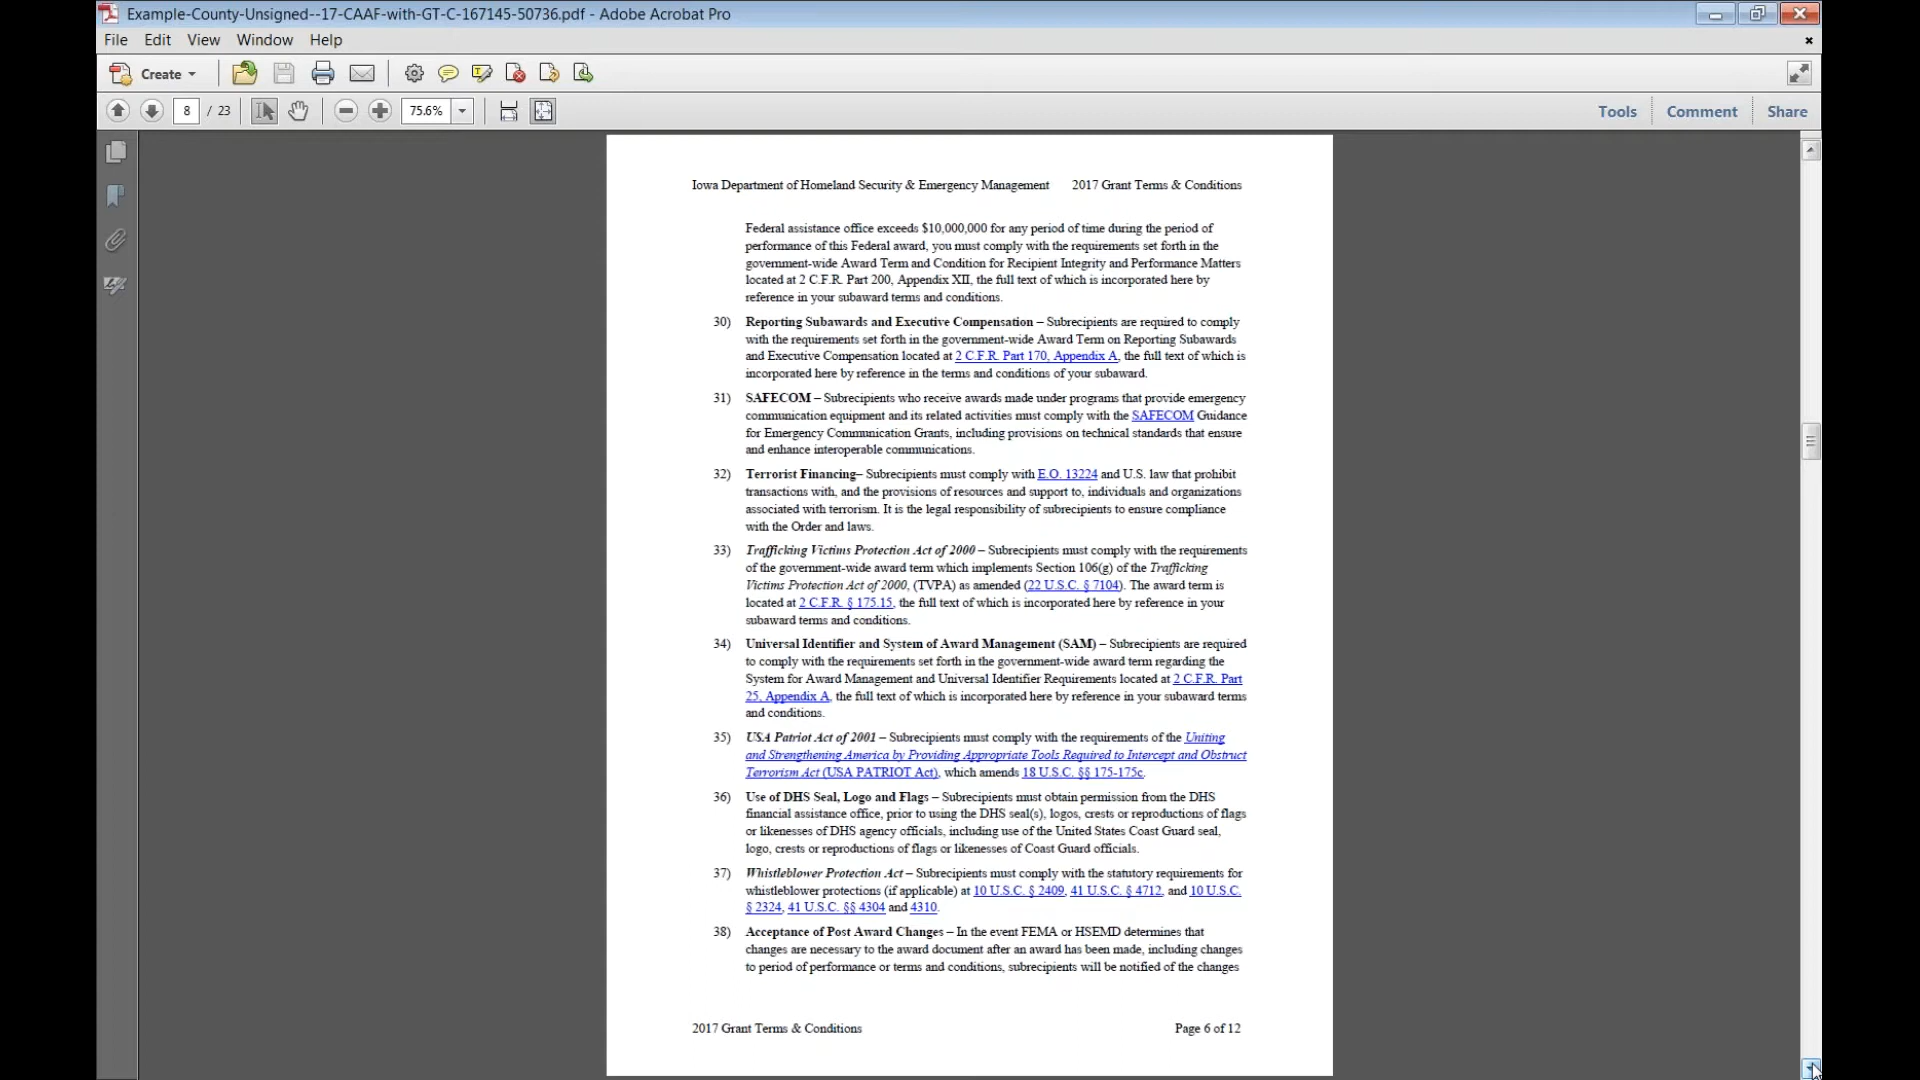 Example-County-Unsigned--17-CAAF-with-GT-C-167145-50736.pdf - Adobe Acrobat Pro
File Edit View Window Help
Create
8 / 23 75.6% Tools Comment Share
Iowa Department of Homeland Security & Emergency Management 2017 Grant Terms & Conditions
Federal assistance office exceeds $10,000,000 for any period of time during the period of
performance of this Federal award, you must comply with the requirements set forth in the
government-wide Award Term and Condition for Recipient Integrity and Performance Matters
located at 2 C.F.R. Part 200, Appendix XII, the full text of which is incorporated here by
reference in your subaward terms and conditions.
30) Reporting Subawards and Executive Compensation – Subrecipients are required to comply
with the requirements set forth in the government-wide Award Term on Reporting Subawards
and Executive Compensation located at 2 C.F.R. Part 170, Appendix A, the full text of which is
incorporated here by reference in the terms and conditions of your subaward.
31) SAFECOM – Subrecipients who receive awards made under programs that provide emergency
communication equipment and its related activities must comply with the SAFECOM Guidance
for Emergency Communication Grants, including provisions on technical standards that ensure
and enhance interoperable communications.
32) Terrorist Financing– Subrecipients must comply with E.O. 13224 and U.S. law that prohibit
transactions with, and the provisions of resources and support to, individuals and organizations
associated with terrorism. It is the legal responsibility of subrecipients to ensure compliance
with the Order and laws.
33) Trafficking Victims Protection Act of 2000 – Subrecipients must comply with the requirements
of the government-wide award term which implements Section 106(g) of the Trafficking
Victims Protection Act of 2000, (TVPA) as amended (22 U.S.C. § 7104). The award term is
located at 2 C.F.R. § 175.15, the full text of which is incorporated here by reference in your
subaward terms and conditions.
34) Universal Identifier and System of Award Management (SAM) – Subrecipients are required
to comply with the requirements set forth in the government-wide award term regarding the
System for Award Management and Universal Identifier Requirements located at 2 C.F.R. Part
25, Appendix A, the full text of which is incorporated here by reference in your subaward terms
and conditions.
35) USA Patriot Act of 2001 – Subrecipients must comply with the requirements of the Uniting
and Strengthening America by Providing Appropriate Tools Required to Intercept and Obstruct
Terrorism Act (USA PATRIOT Act), which amends 18 U.S.C. §§ 175-175c.
36) Use of DHS Seal, Logo and Flags – Subrecipients must obtain permission from the DHS
financial assistance office, prior to using the DHS seal(s), logos, crests or reproductions of flags
or likenesses of DHS agency officials, including use of the United States Coast Guard seal,
logo, crests or reproductions of flags or likenesses of Coast Guard officials.
37) Whistleblower Protection Act – Subrecipients must comply with the statutory requirements for
whistleblower protections (if applicable) at 10 U.S.C. § 2409, 41 U.S.C. § 4712, and 10 U.S.C.
§ 2324, 41 U.S.C. §§ 4304 and 4310.
38) Acceptance of Post Award Changes – In the event FEMA or HSEMD determines that
changes are necessary to the award document after an award has been made, including changes
to period of performance or terms and conditions, subrecipients will be notified of the changes
2017 Grant Terms & Conditions Page 6 of 12